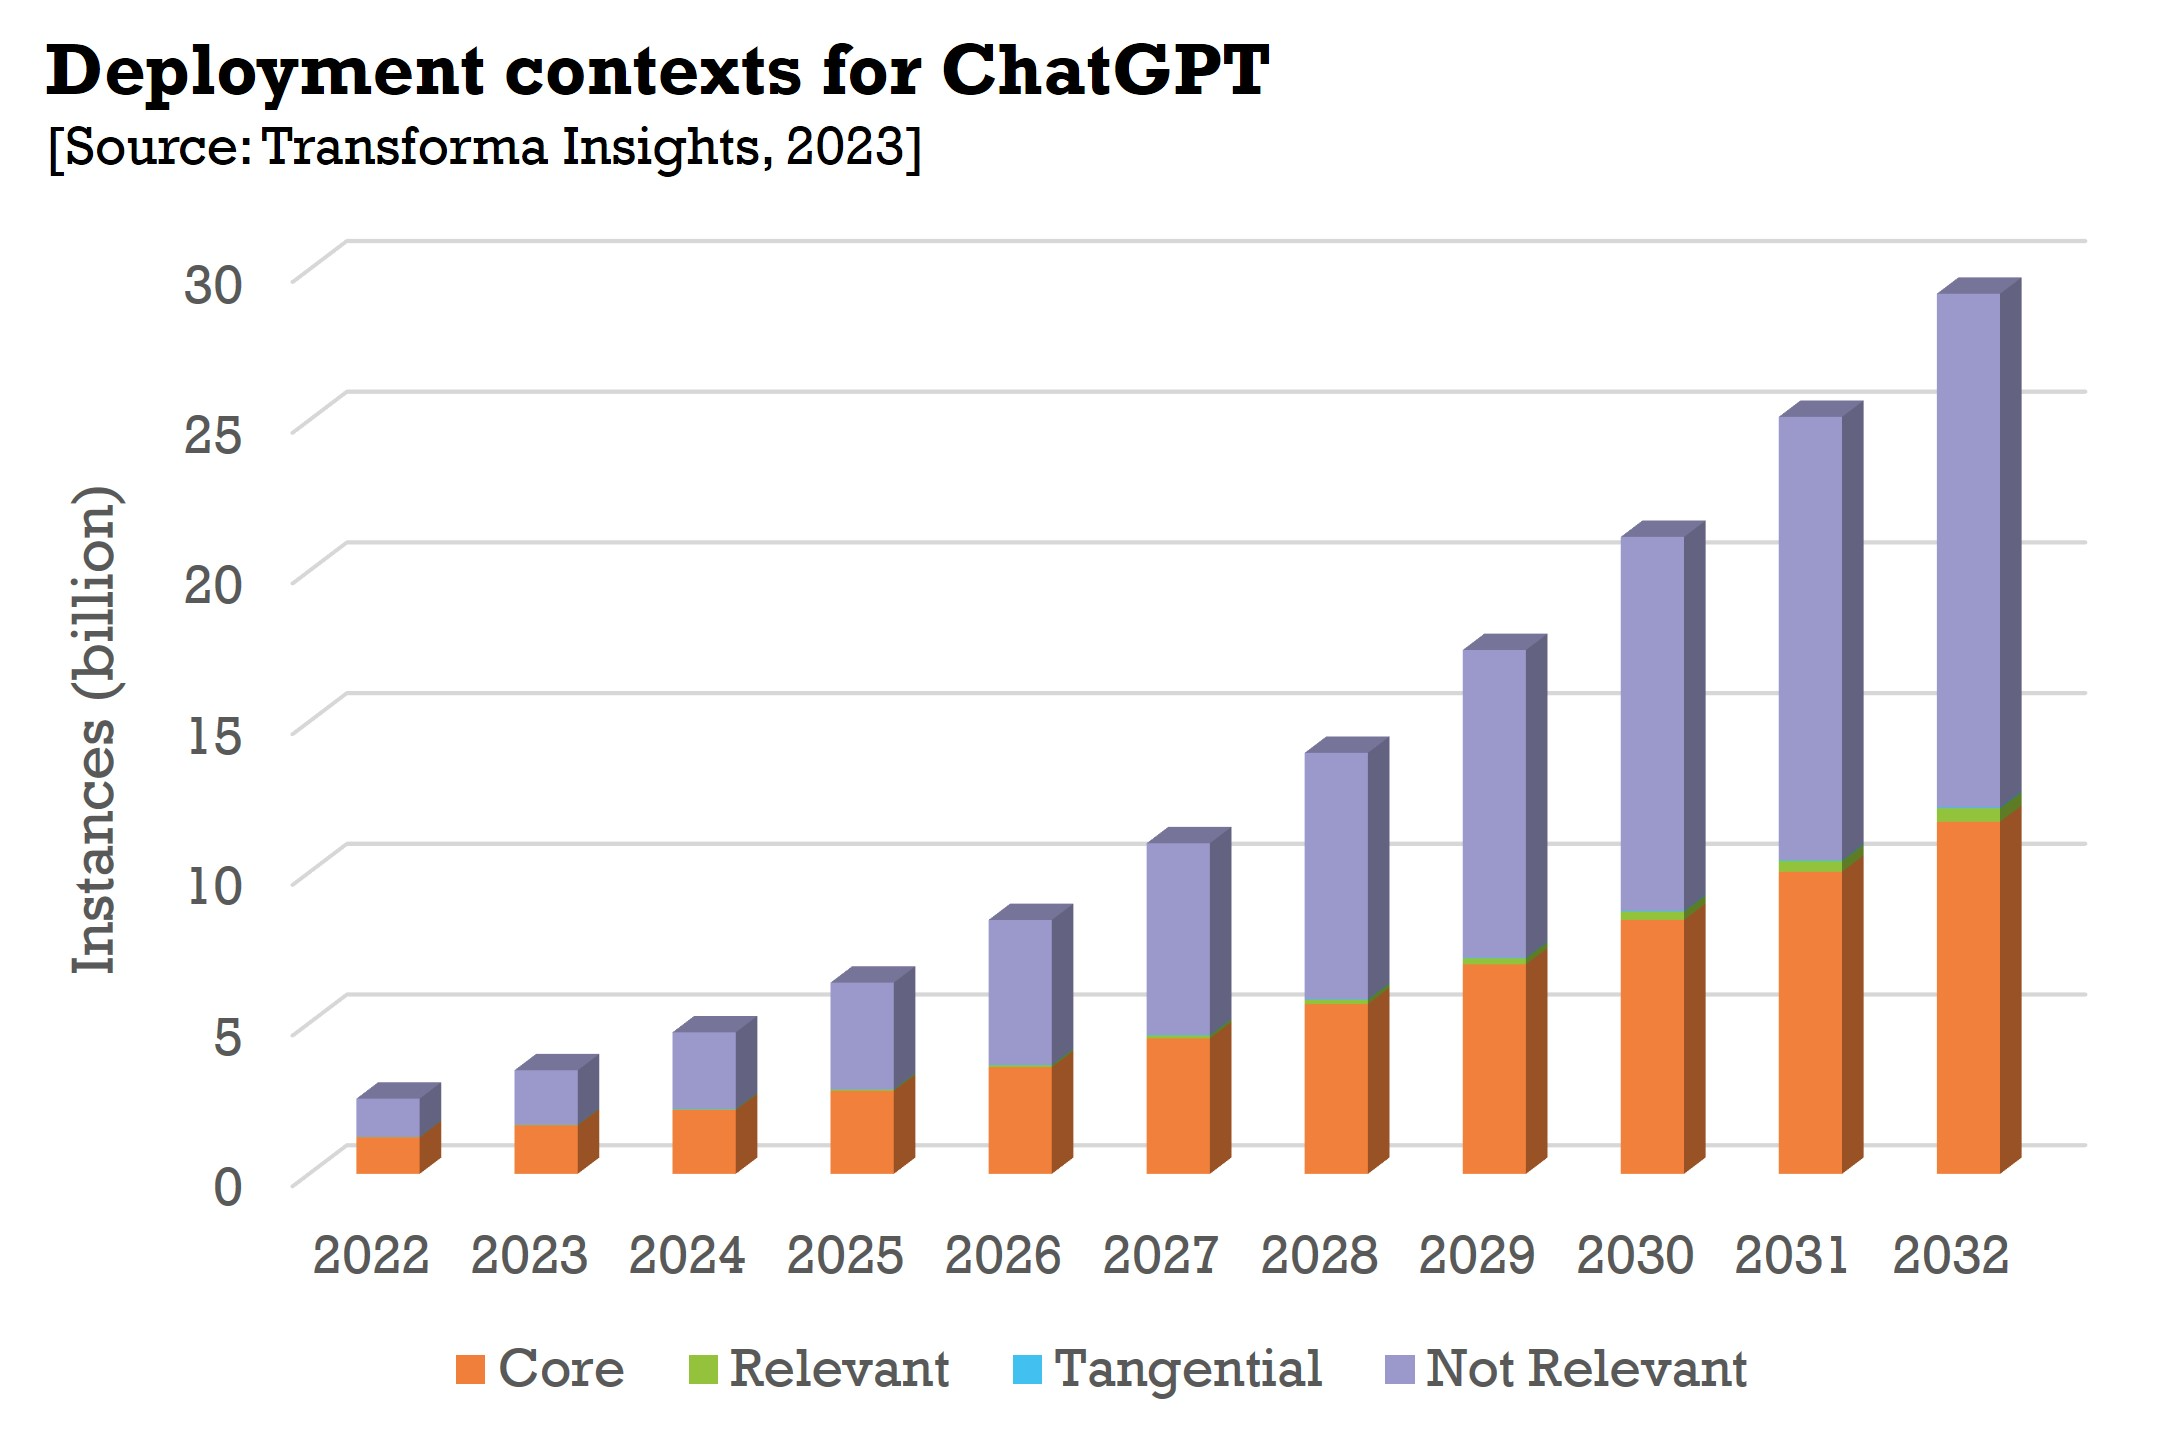 Deployment contexts for ChatGPT
[Source: Transforma Insights, 2023]
Instances (billion)
30
25
20
15
10
5
0
2022 2023 2024 2025 2026 2027 2028 2029 2030 2031 2032
Core Relevant Tangential Not Relevant